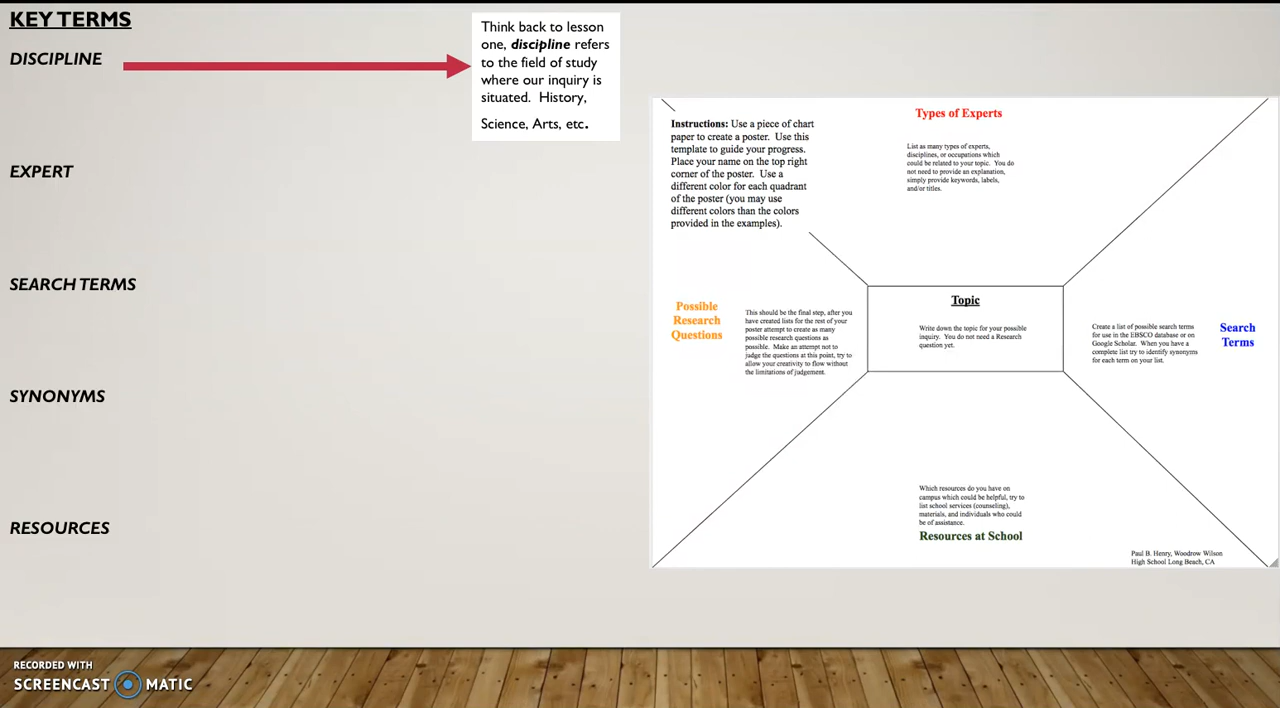 KEY TERMS
DISCIPLINE
Think back to lesson
one, discipline refers
to the field of study
where our inquiry is
situated. History,
Science, Arts, etc.
EXPERT
SEARCH TERMS
SYNONYMS
RESOURCES
Instructions: Use a piece of chart
paper to create a poster. Use this
template to guide your progress.
Place your name on the top right
corner of the poster. Use a
different color for each quadrant
of the poster (you may use
different colors than the colors
provided in the examples).
Types of Experts
List as many types of experts,
disciplines, or occupations which
could be related to your topic. You do
not need to provide an explanation,
simply provide keywords, labels,
and/or titles.
Possible
Research
Questions
This should be the final step, after you
have created lists for the rest of your
poster attempt to create as many
possible research questions as
possible. Make an attempt not to
judge the questions at this point, try to
allow your creativity to flow without
the limitations of judgement.
Topic
Write down the topic for your possible
inquiry. You do not need a Research
question yet.
Create a list of possible search terms
for use in the EBSCO database or on
Google Scholar. When you have a
complete list try to identify synonyms
for each term on your list.
Search
Terms
Which resources do you have on
campus which could be helpful, try to
list school services (counseling),
materials, and individuals who could
be of assistance.
Resources at School
Paul B. Henry, Woodrow Wilson
High School Long Beach, CA
RECORDED WITH
SCREENCAST MATIC